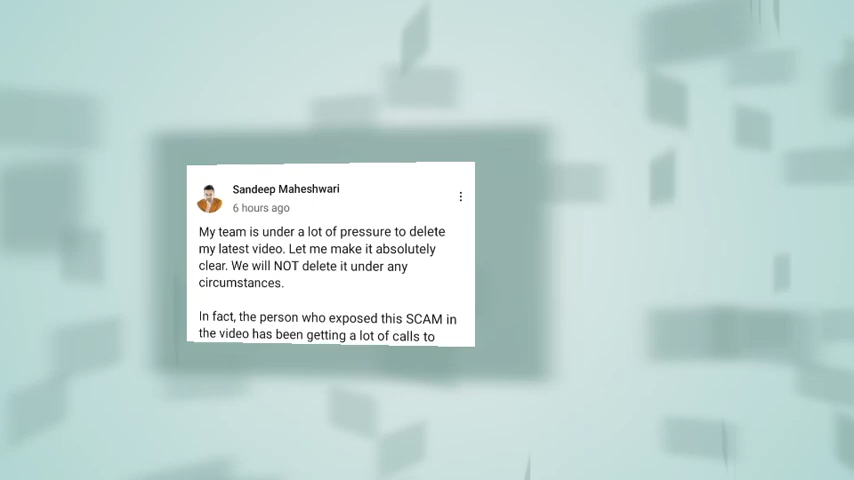 Sandeep Maheshwari
6 hours ago
My team is under a lot of pressure to delete
my latest video. Let me make it absolutely
clear. We will NOT delete it under any
circumstances.
In fact, the person who exposed this SCAM in
the video has been getting a lot of calls to